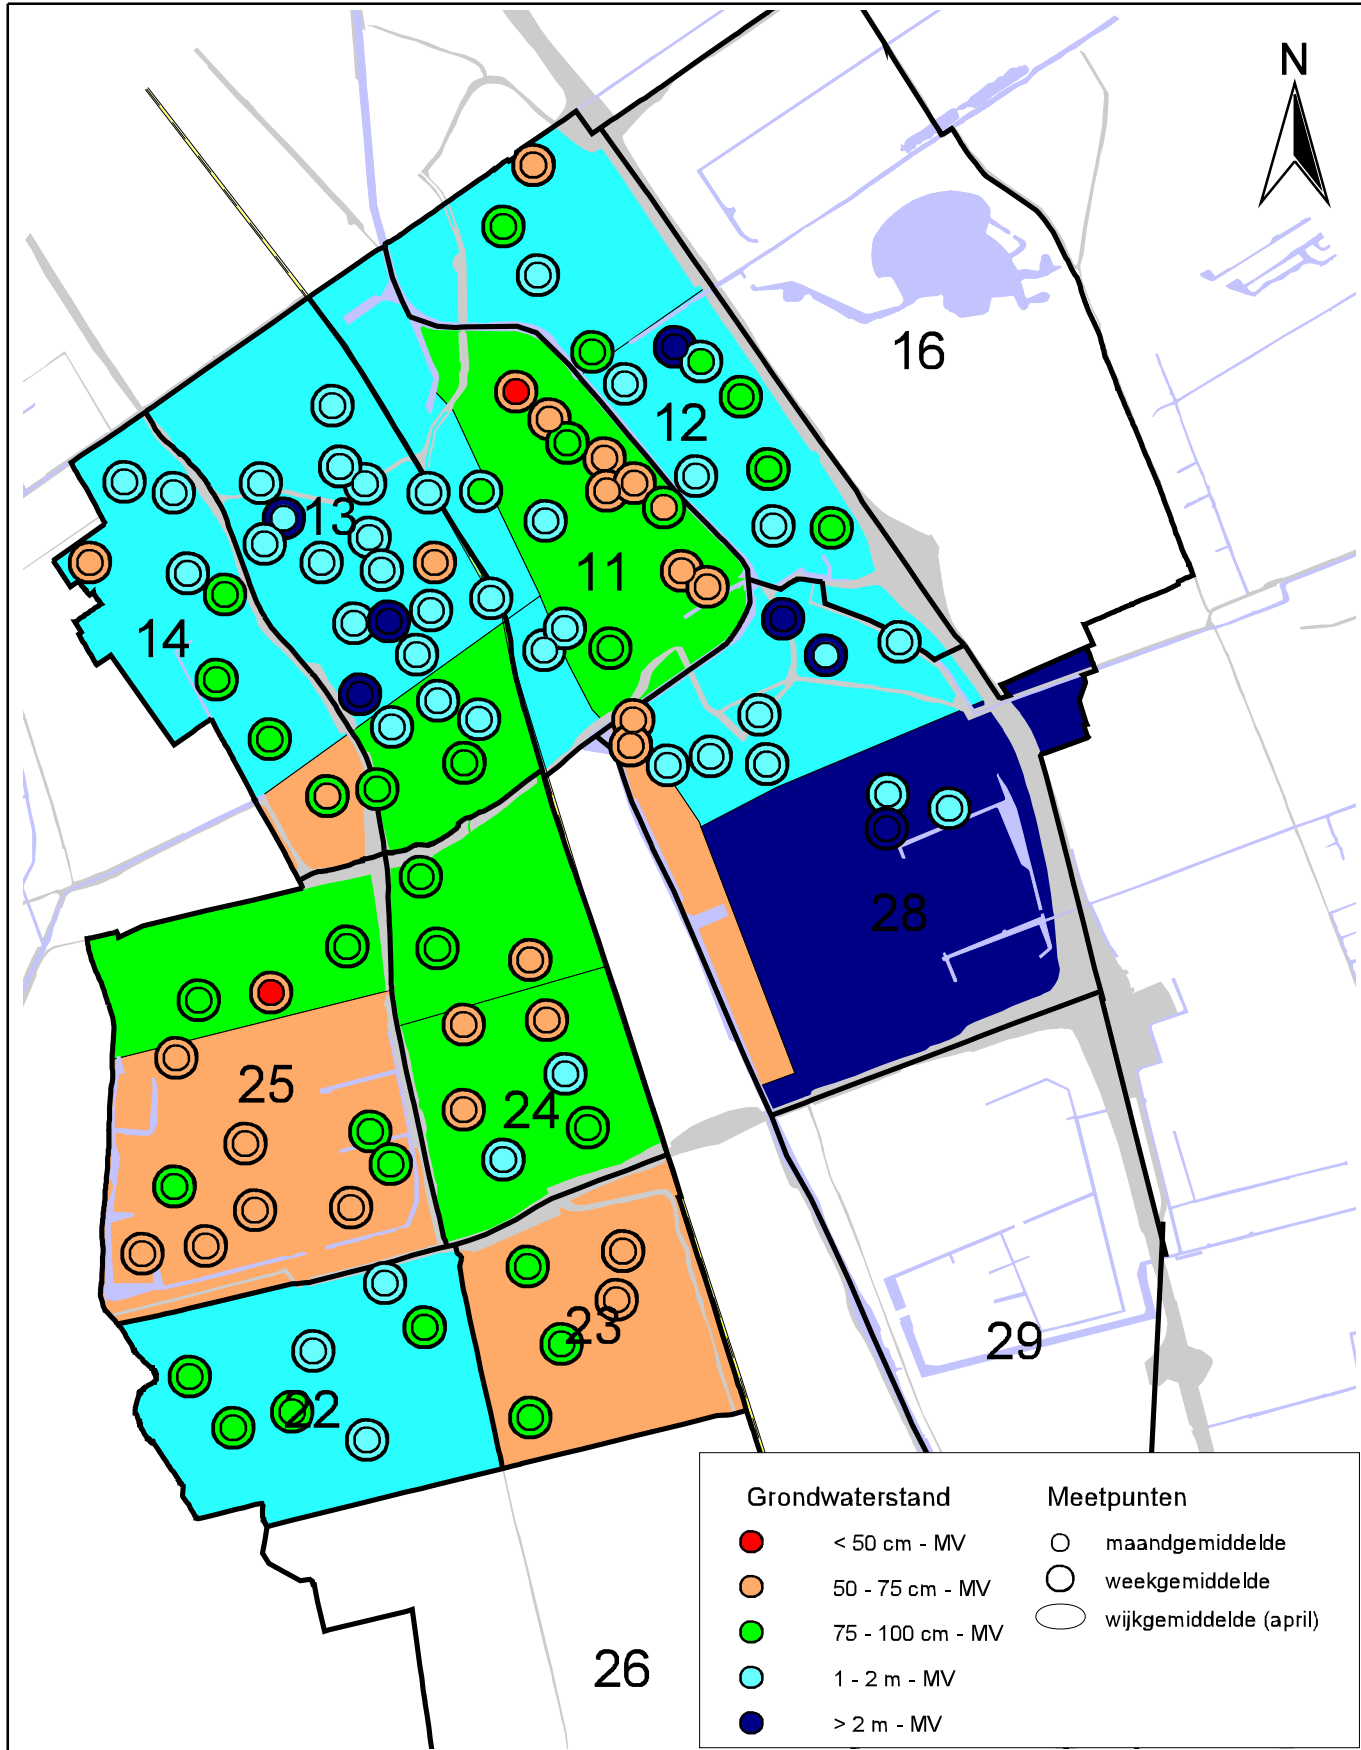 N
16
12
13
11
14
28
25
24
23
29
22
26
Grondwaterstand
< 50 cm - MV
50 - 75 cm - MV
75 - 100 cm - MV
1 - 2 m - MV
> 2 m - MV
Meetpunten
maandgemiddelde
weekgemiddelde
wijkgemiddelde (april)